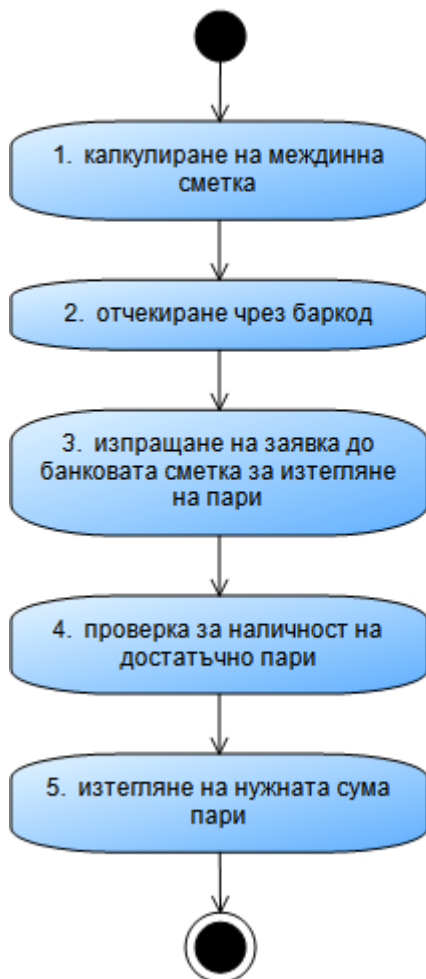 1. калкулиране на междинна
сметка
2. отчекиране чрез баркод
3. изпращане на заявка до
банковата сметка за изтегляне
на пари
4. проверка за наличност на
достатъчно пари
5. изтегляне на нужната сума
пари